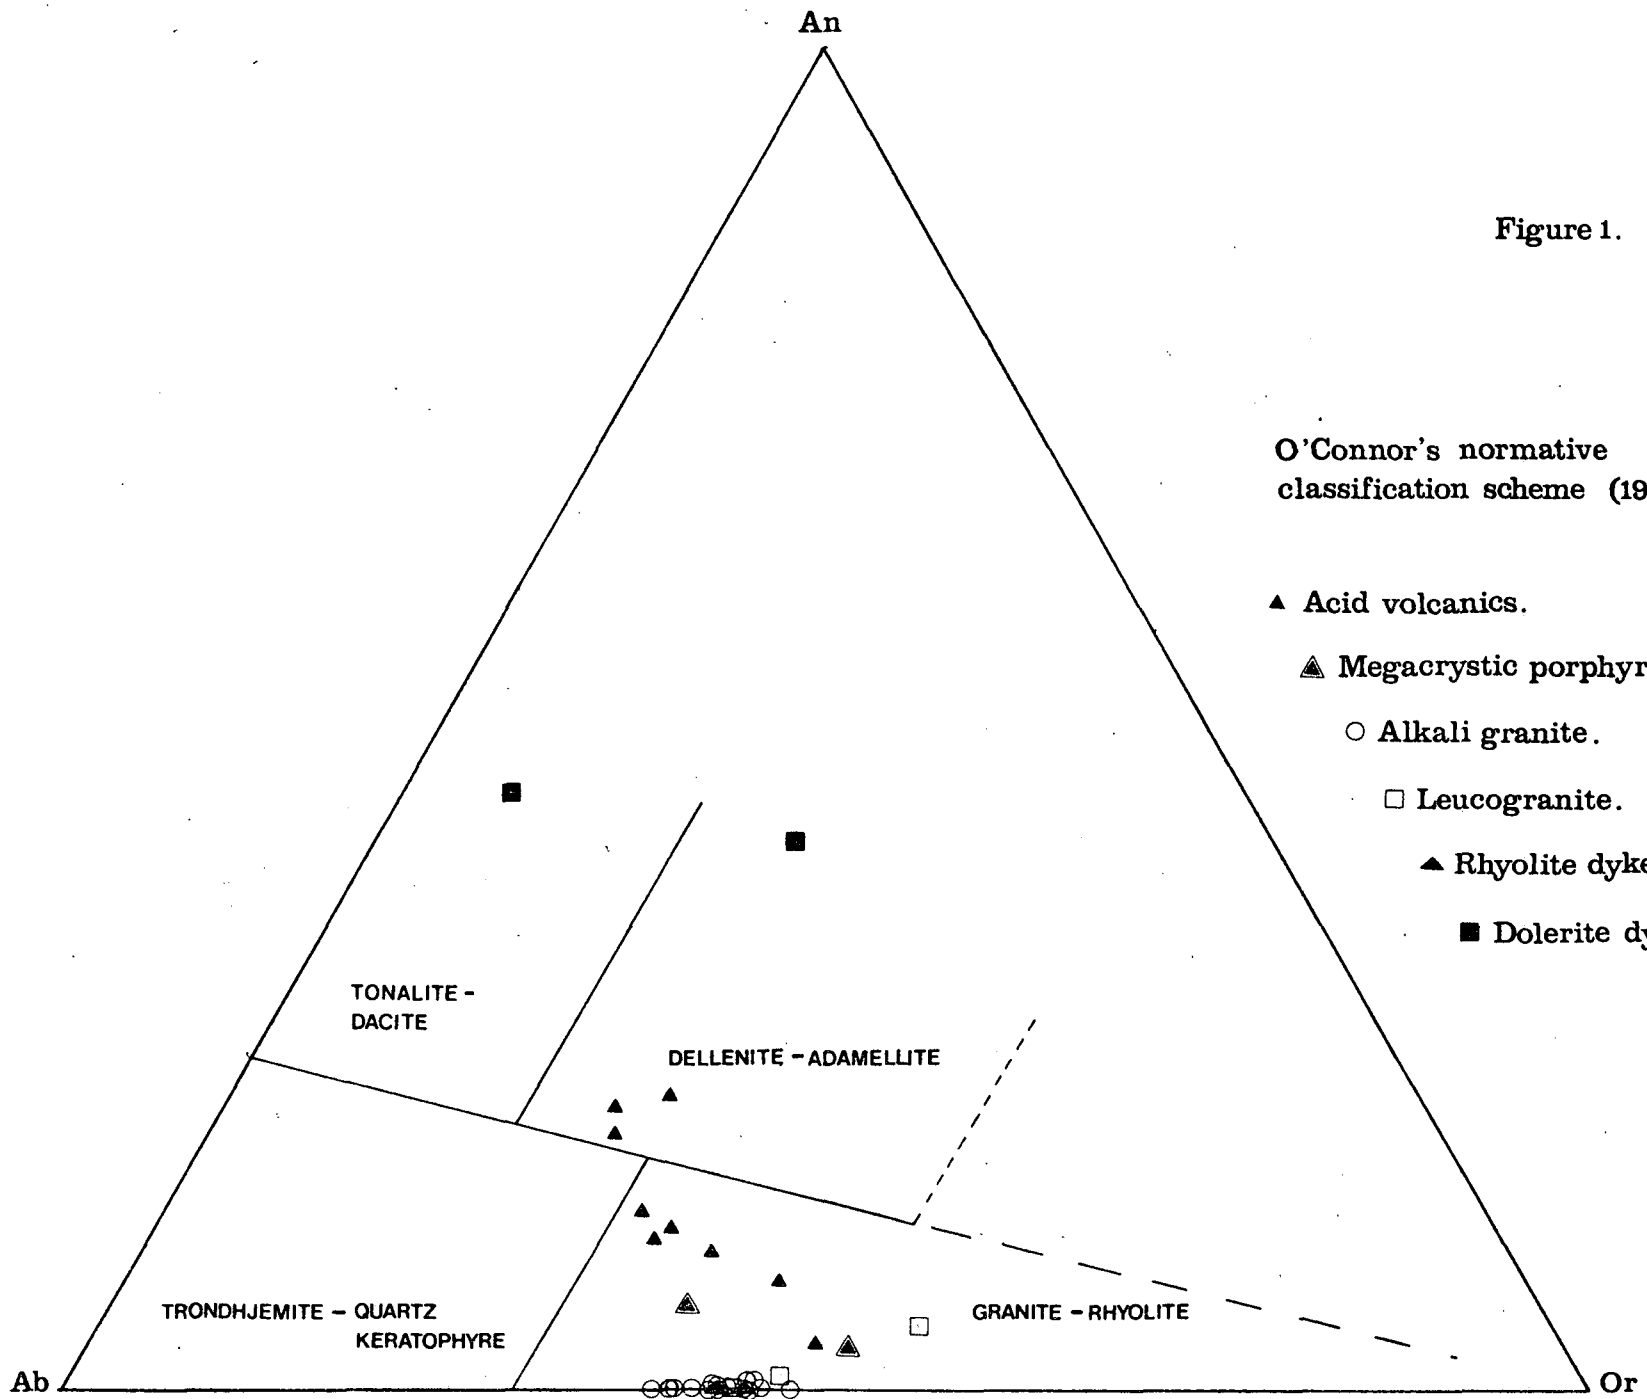 An
Figure 1.
O'Connor's normative
classification scheme (19
Acid volcanics.
Megacrystic porphyr
Alkali granite.
Leucogranite.
Rhyolite dyke
Dolerite dy
TONALITE -
DACITE
DELLENITE - ADAMELLITE
TRONDHJEMITE - QUARTZ
KERATOPHYRE
GRANITE - RHYOLITE
Ab
Or